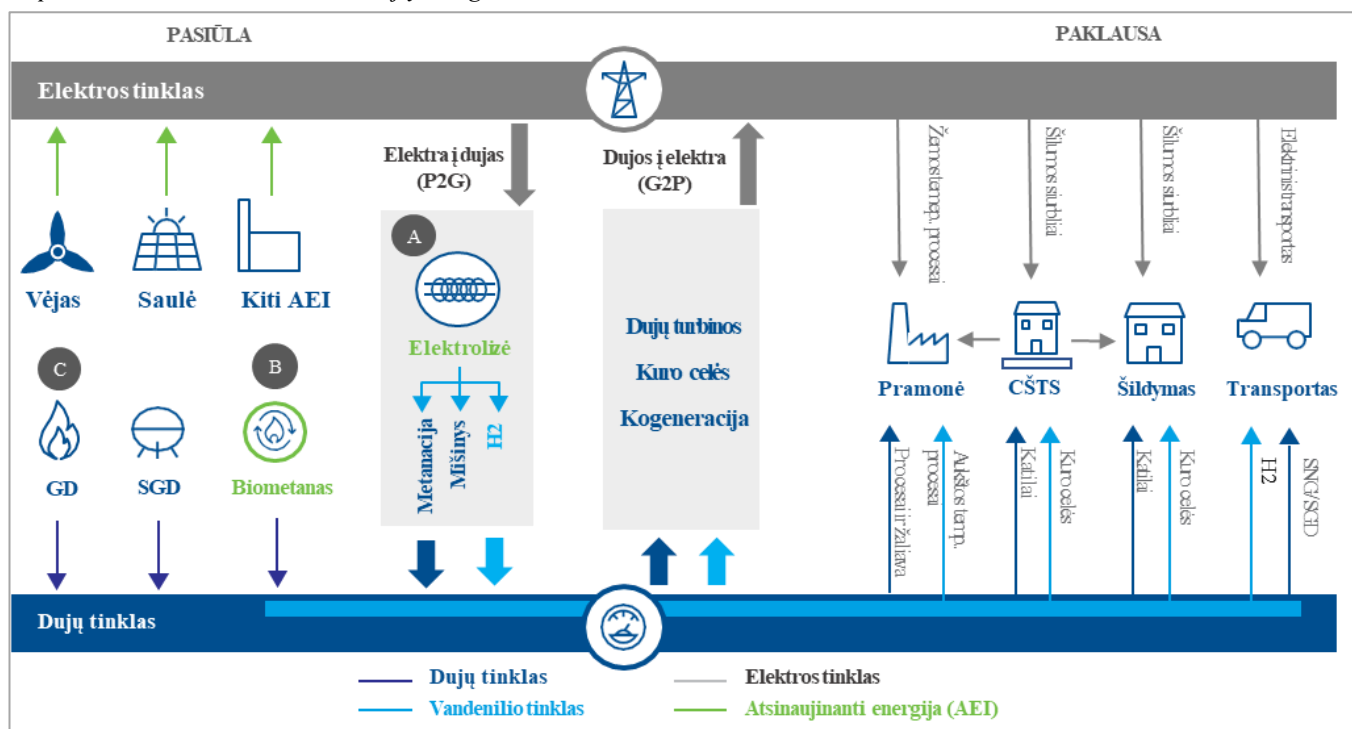 PASIŪLA
PAKLAUSA
Elektros tinklas
Elektra į dujas
(P2G)
Dujos į elektra
(G2P)
Žemos temep. procesai
Šilumos siurbliai
Šilumos siurbliai
Elektrinis transportas
A
Vėjas
Saulė
Kiti AEI
Elektrolizė
Dujų turbinos
Kuro celės
Kogeneracija
Pramonė
CŠTS
Šildymas
Transportas
C
B
Metanacija
Mišinys
H2
GD
SGD
Biometanas
Procesai ir žaliava
Aukštos temp.
procesai
Katilai
Kuro celės
Katilai
Kuro celės
H2
SNG/SGD
Dujų tinklas
Dujų tinklas
Elektros tinklas
Vandenilio tinklas
Atsinaujinanti energija (AEI)